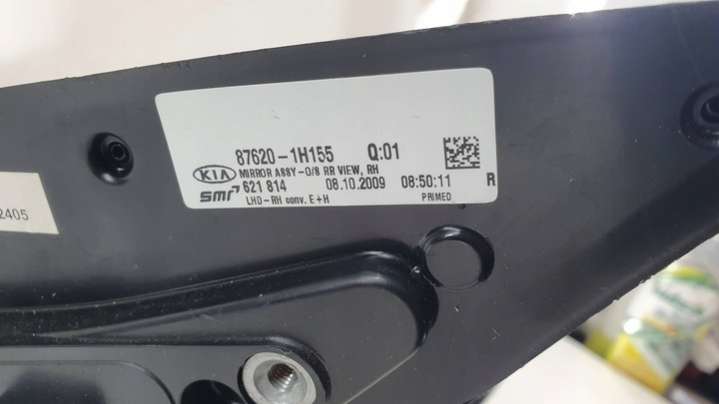 87620-1H155 Q:01
KIA MIRROR ASSY-O/S RR VIEW, RH
smr 621 814 08.10.2009 08:50:11 R
LHD-RH conv. E+H PRIMED
2405